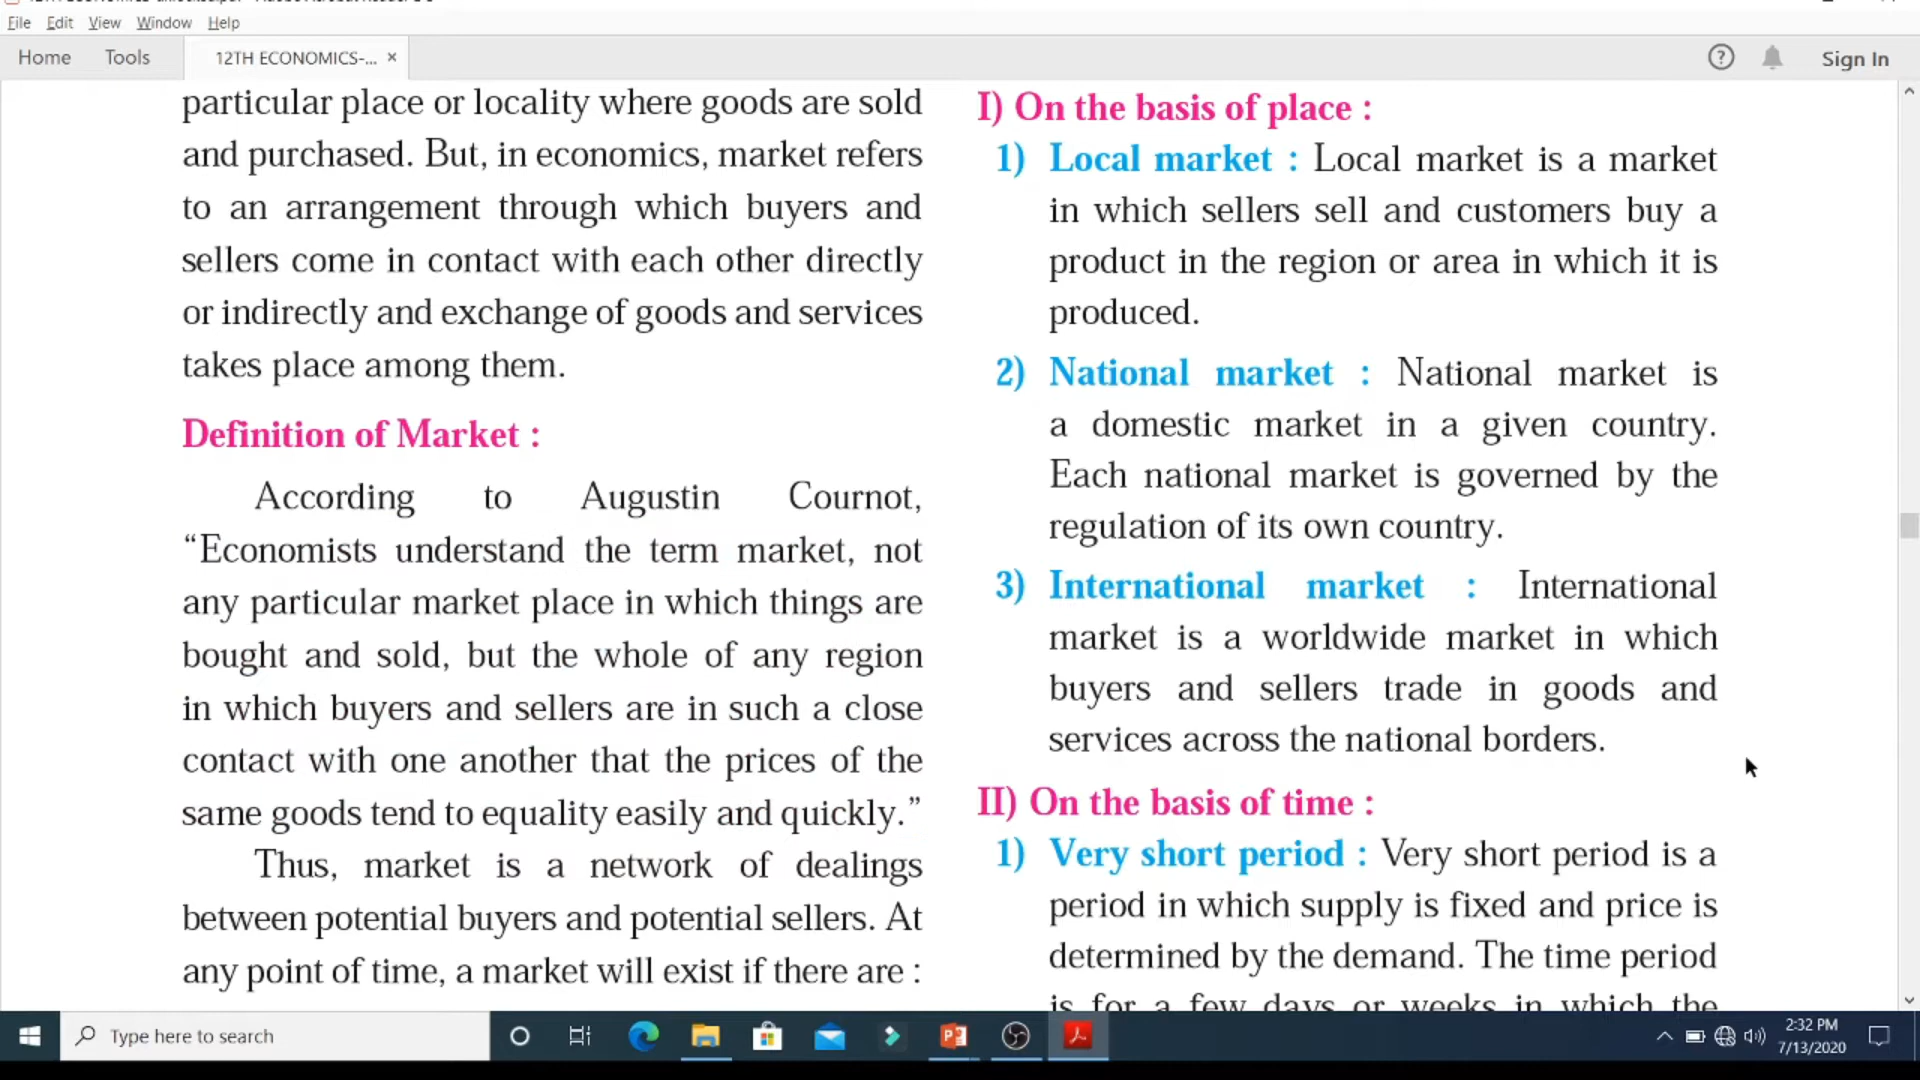 File Edit View Window Help
Home Tools 12TH ECONOMICS-... × Sign In
particular place or locality where goods are sold
and purchased. But, in economics, market refers
to an arrangement through which buyers and
sellers come in contact with each other directly
or indirectly and exchange of goods and services
takes place among them.
Definition of Market :
According to Augustin Cournot,
“Economists understand the term market, not
any particular market place in which things are
bought and sold, but the whole of any region
in which buyers and sellers are in such a close
contact with one another that the prices of the
same goods tend to equality easily and quickly.”
Thus, market is a network of dealings
between potential buyers and potential sellers. At
any point of time, a market will exist if there are :
I) On the basis of place :
1) Local market : Local market is a market
in which sellers sell and customers buy a
product in the region or area in which it is
produced.
2) National market : National market is
a domestic market in a given country.
Each national market is governed by the
regulation of its own country.
3) International market : International
market is a worldwide market in which
buyers and sellers trade in goods and
services across the national borders.
II) On the basis of time :
1) Very short period : Very short period is a
period in which supply is fixed and price is
determined by the demand. The time period
is for a few days or weeks in which the
Type here to search
2:32 PM
7/13/2020